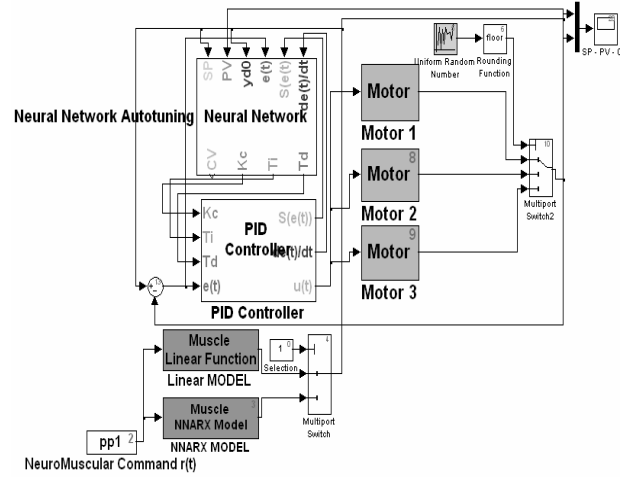 SP
PV
yd0
e(t)
S(e(t))
de(t)/dt
Neural Network Autotuning
Neural Network
CV
Kc
Ti
Td
Kc
Ti
Td
e(t)
PID
Controller
S(e(t))
de(t)/dt
u(t)
PID Controller
Motor
Motor 1
Motor
8
Motor 2
Motor
9
Motor 3
Uniform Random
Number
floor
6
Rounding
Function
10
Multiport
Switch2
SP - PV - 0
Muscle
Linear Function
Linear MODEL
Muscle
NNARX Model
NNARX MODEL
1
0
Selection
4
Multiport
Switch
pp1
2
NeuroMuscular Command r(t)